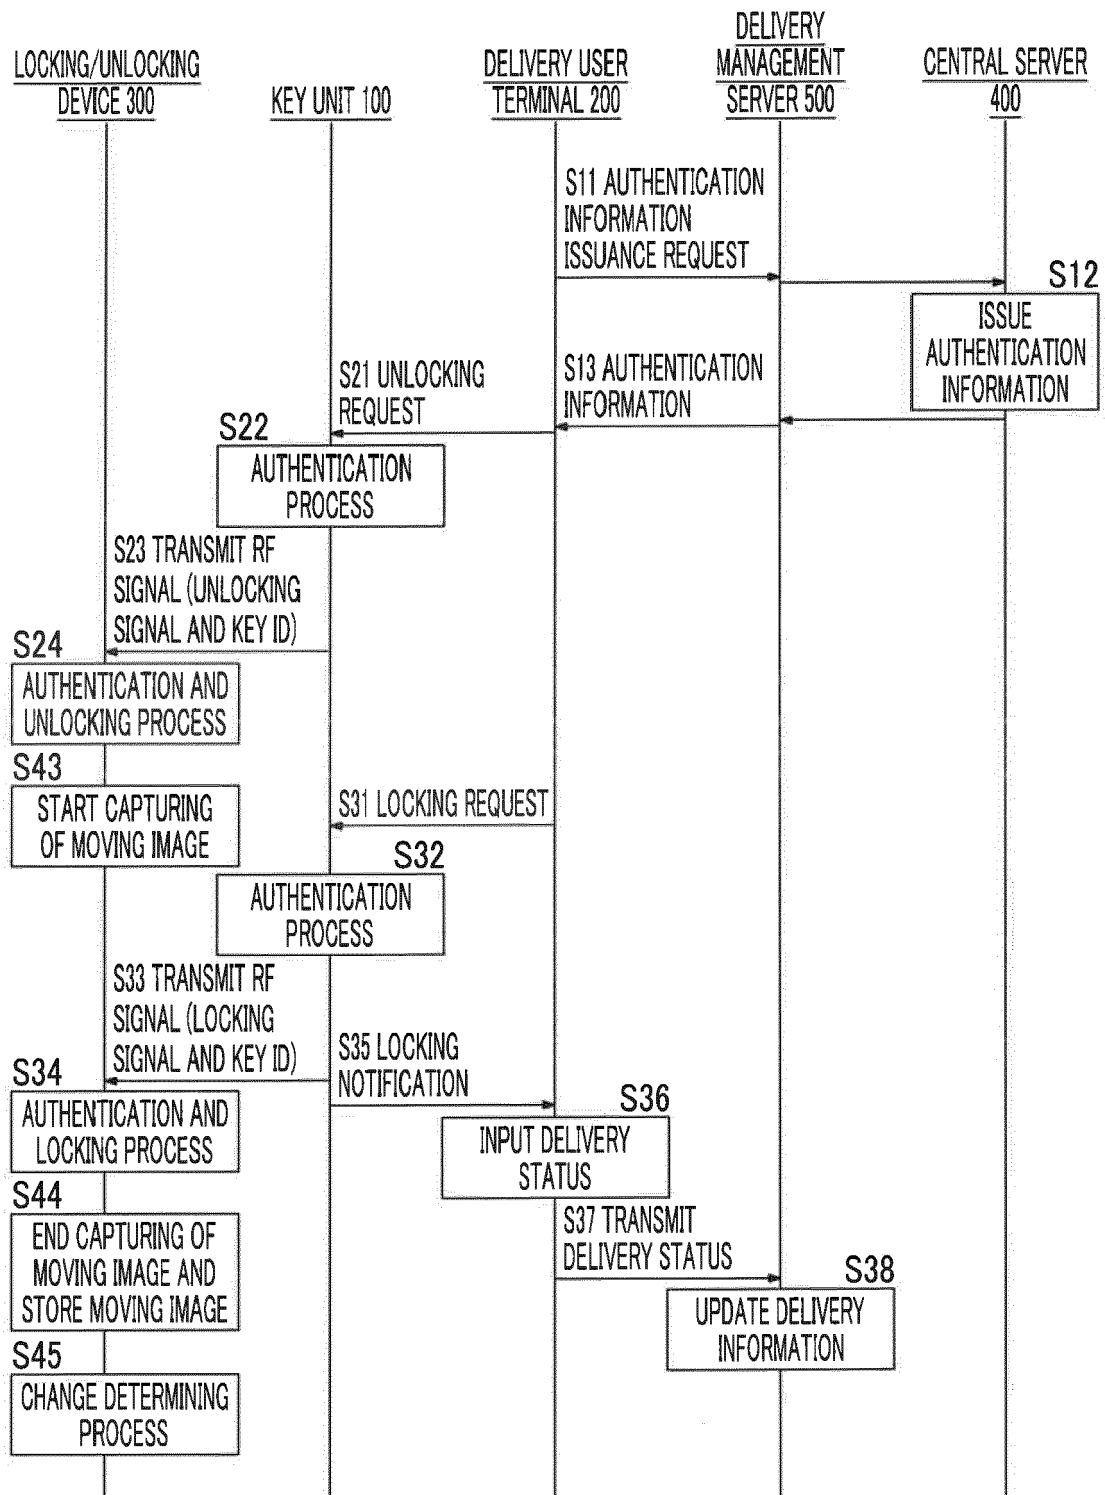 LOCKING/UNLOCKING
DEVICE 300
KEY UNIT 100
DELIVERY USER
TERMINAL 200
DELIVERY
MANAGEMENT
SERVER 500
CENTRAL SERVER
400
S11 AUTHENTICATION
INFORMATION
ISSUANCE REQUEST
S12
ISSUE
AUTHENTICATION
INFORMATION
S13 AUTHENTICATION
INFORMATION
S21 UNLOCKING
REQUEST
S22
AUTHENTICATION
PROCESS
S23 TRANSMIT RF
SIGNAL (UNLOCKING
SIGNAL AND KEY ID)
S24
AUTHENTICATION AND
UNLOCKING PROCESS
S43
START CAPTURING
OF MOVING IMAGE
S31 LOCKING REQUEST
S32
AUTHENTICATION
PROCESS
S33 TRANSMIT RF
SIGNAL (LOCKING
SIGNAL AND KEY ID)
S34
AUTHENTICATION AND
LOCKING PROCESS
S35 LOCKING
NOTIFICATION
S36
INPUT DELIVERY
STATUS
S44
END CAPTURING OF
MOVING IMAGE AND
STORE MOVING IMAGE
S37 TRANSMIT
DELIVERY STATUS
S38
UPDATE DELIVERY
INFORMATION
S45
CHANGE DETERMINING
PROCESS